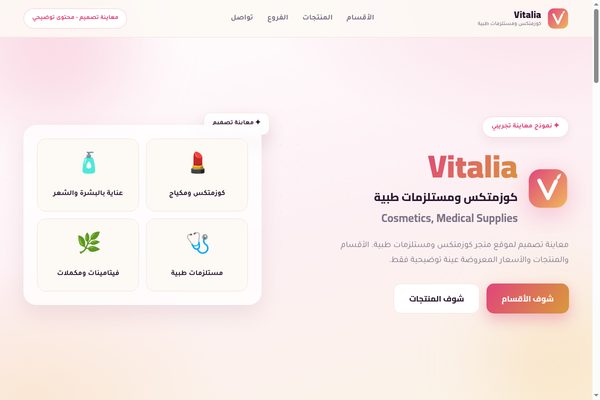 Vitalia
كوزمتكس ومستلزمات طبية
الأقسام
المنتجات
الفروع
تواصل
معاينة تصميم · محتوى توضيحي
✦ نموذج معاينة تجريبي
Vitalia
كوزمتكس ومستلزمات طبية
Cosmetics, Medical Supplies
معاينة تصميم لموقع متجر كوزمتكس ومستلزمات طبية. الأقسام
والمنتجات والأسعار المعروضة عينة توضيحية فقط.
شوف الأقسام
شوف المنتجات
✦ معاينة تصميم
كوزمتكس ومكياج
عناية بالبشرة والشعر
مستلزمات طبية
فيتامينات ومكملات